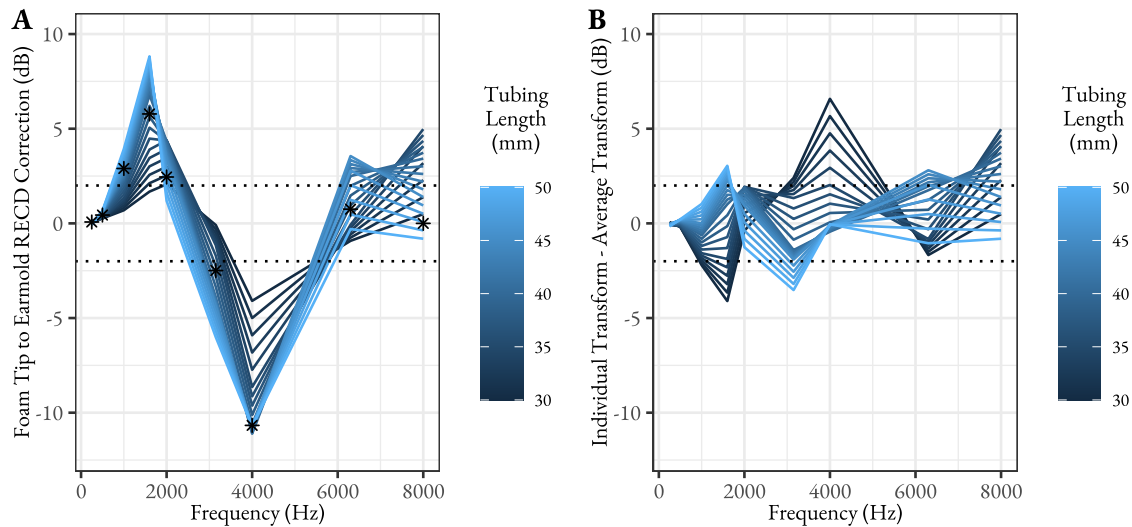 A
Foam Tip to Earmold RECD Correction (dB)
10
5
0
-5
-10
0 2000 4000 6000 8000
Frequency (Hz)
Tubing
Length
(mm)
50
45
40
35
30
B
Individual Transform - Average Transform (dB)
10
5
0
-5
-10
0 2000 4000 6000 8000
Frequency (Hz)
Tubing
Length
(mm)
50
45
40
35
30